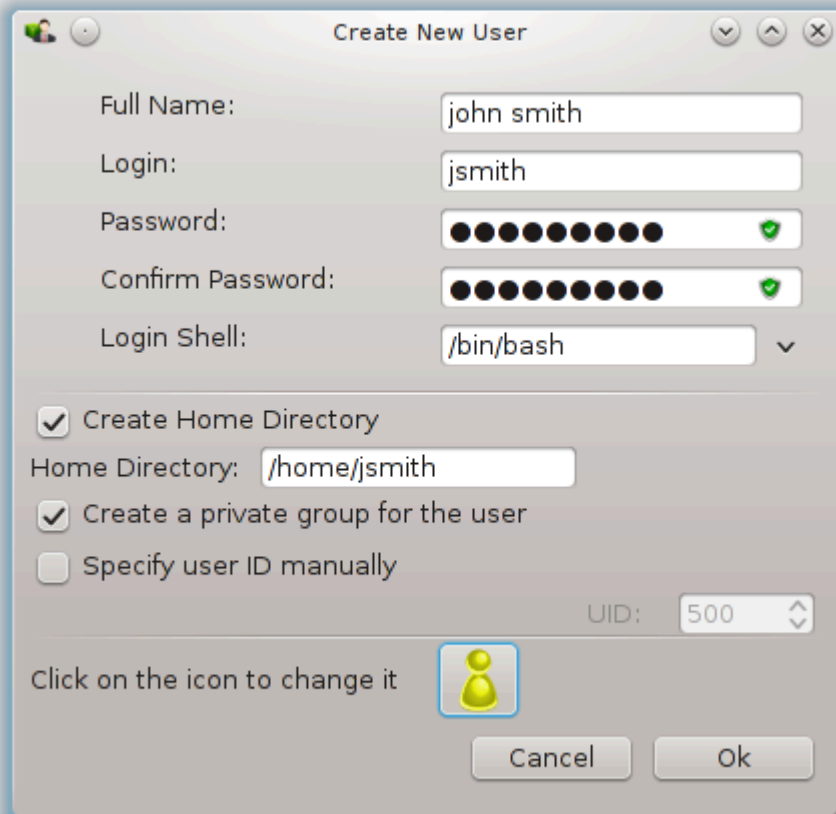 Create New User
Full Name: john smith
Login: jsmith
Password: ●●●●●●●●●
Confirm Password: ●●●●●●●●●
Login Shell: /bin/bash
Create Home Directory
Home Directory: /home/jsmith
Create a private group for the user
Specify user ID manually
UID: 500
Click on the icon to change it
Cancel Ok